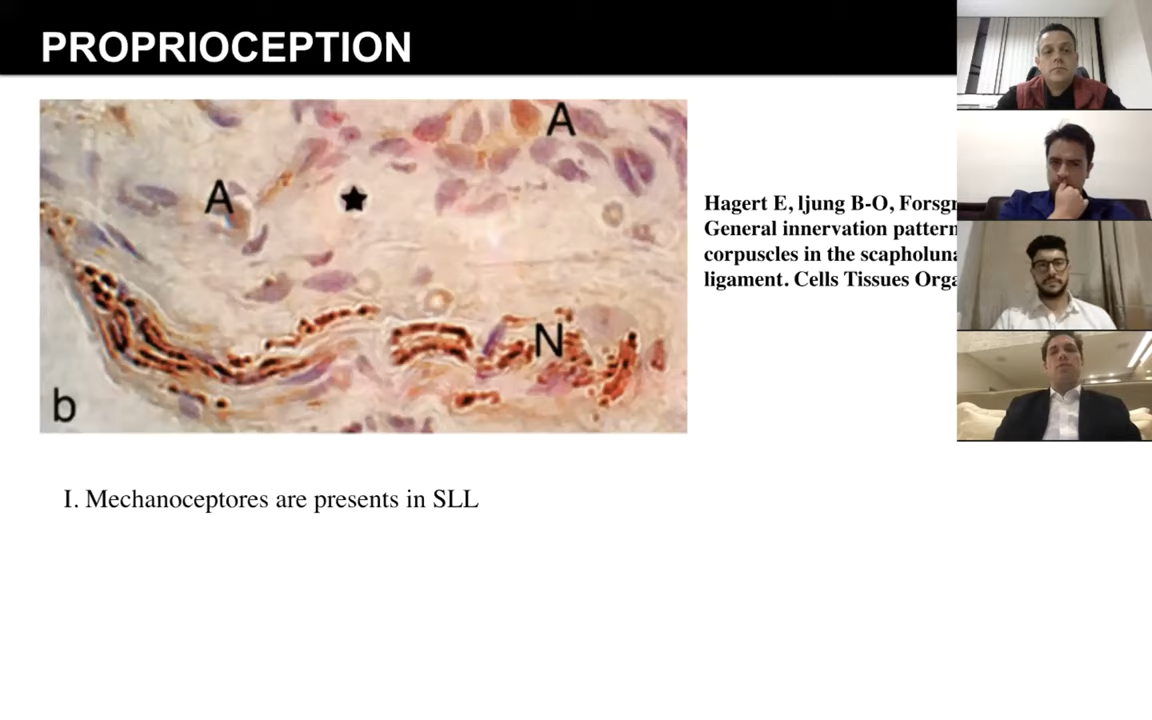 PROPRIOCEPTION
A
A
N
b
Hagert E, ljung B-O, Forsgr
General innervation pattern
corpuscles in the scapholuna
ligament. Cells Tissues Orga
I. Mechanoceptores are presents in SLL